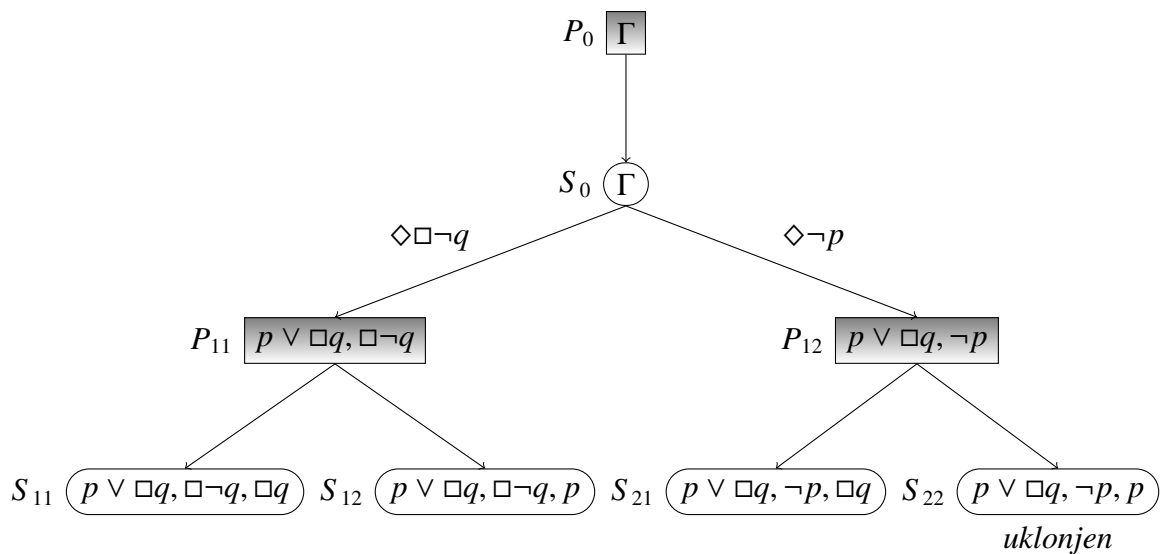 P₀ Γ
S₀ Γ
◇□¬q ◇¬p
P₁₁ p ∨ □q, □¬q P₁₂ p ∨ □q, ¬p
S₁₁ p ∨ □q, □¬q, □q S₁₂ p ∨ □q, □¬q, p S₂₁ p ∨ □q, ¬p, □q S₂₂ p ∨ □q, ¬p, p
uklonjen